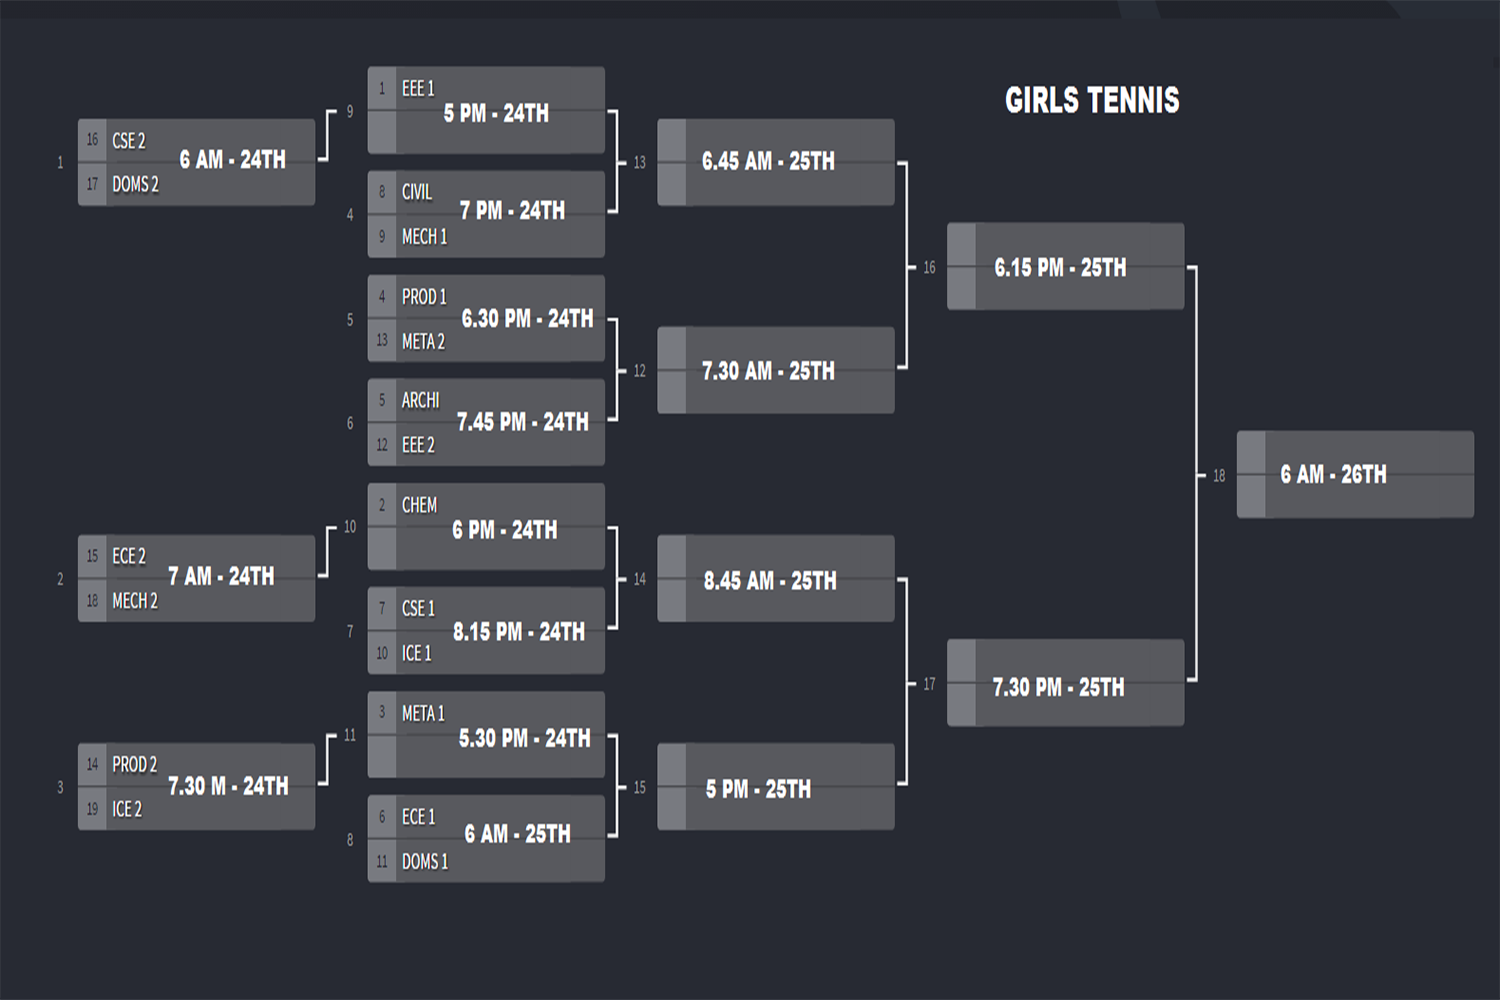 GIRLS TENNIS
1
16 CSE 2
6 AM - 24TH
17 DOMS 2
2
15 ECE 2
7 AM - 24TH
18 MECH 2
3
14 PROD 2
7.30 M - 24TH
19 ICE 2
9
1 EEE 1
5 PM - 24TH
4
8 CIVIL
7 PM - 24TH
9 MECH 1
5
4 PROD 1
6.30 PM - 24TH
13 META 2
6
5 ARCHI
7.45 PM - 24TH
12 EEE 2
10
2 CHEM
6 PM - 24TH
7
7 CSE 1
8.15 PM - 24TH
10 ICE 1
11
3 META 1
5.30 PM - 24TH
8
6 ECE 1
6 AM - 25TH
11 DOMS 1
13
6.45 AM - 25TH
12
7.30 AM - 25TH
14
8.45 AM - 25TH
15
5 PM - 25TH
16
6.15 PM - 25TH
17
7.30 PM - 25TH
18
6 AM - 26TH